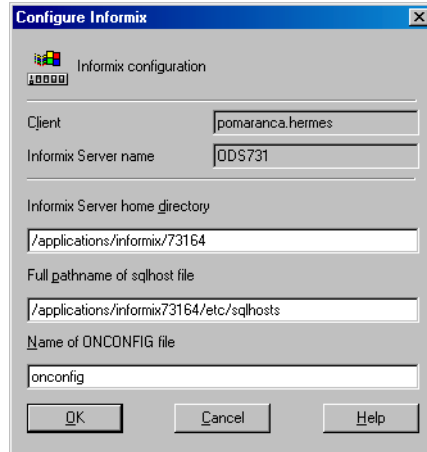 Configure Informix
Informix configuration
Client
pomaranca.hermes
Informix Server name
ODS731
Informix Server home directory
/applications/informix/73164
Full pathname of sqlhost file
/applications/informix73164/etc/sqlhosts
Name of ONCONFIG file
onconfig
OK Cancel Help